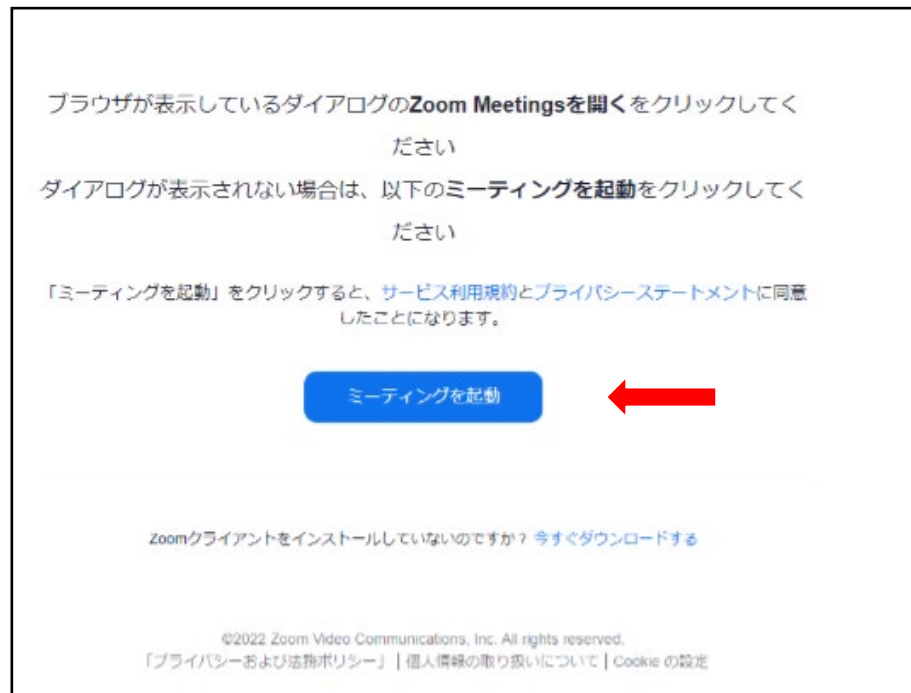 ブラウザが表示しているダイアログのZoom Meetingsを開くをクリックしてく
ださい
ダイアログが表示されない場合は、以下のミーティングを起動をクリックしてく
ださい
「ミーティングを起動」をクリックすると、サービス利用規約とプライバシーステートメントに同意
したことになります。
ミーティングを起動
Zoomクライアントをインストールしていないのですか？今すぐダウンロードする
©2022 Zoom Video Communications, Inc. All rights reserved.
「プライバシーおよび法務ポリシー」 | 個人情報の取り扱いについて | Cookie の設定